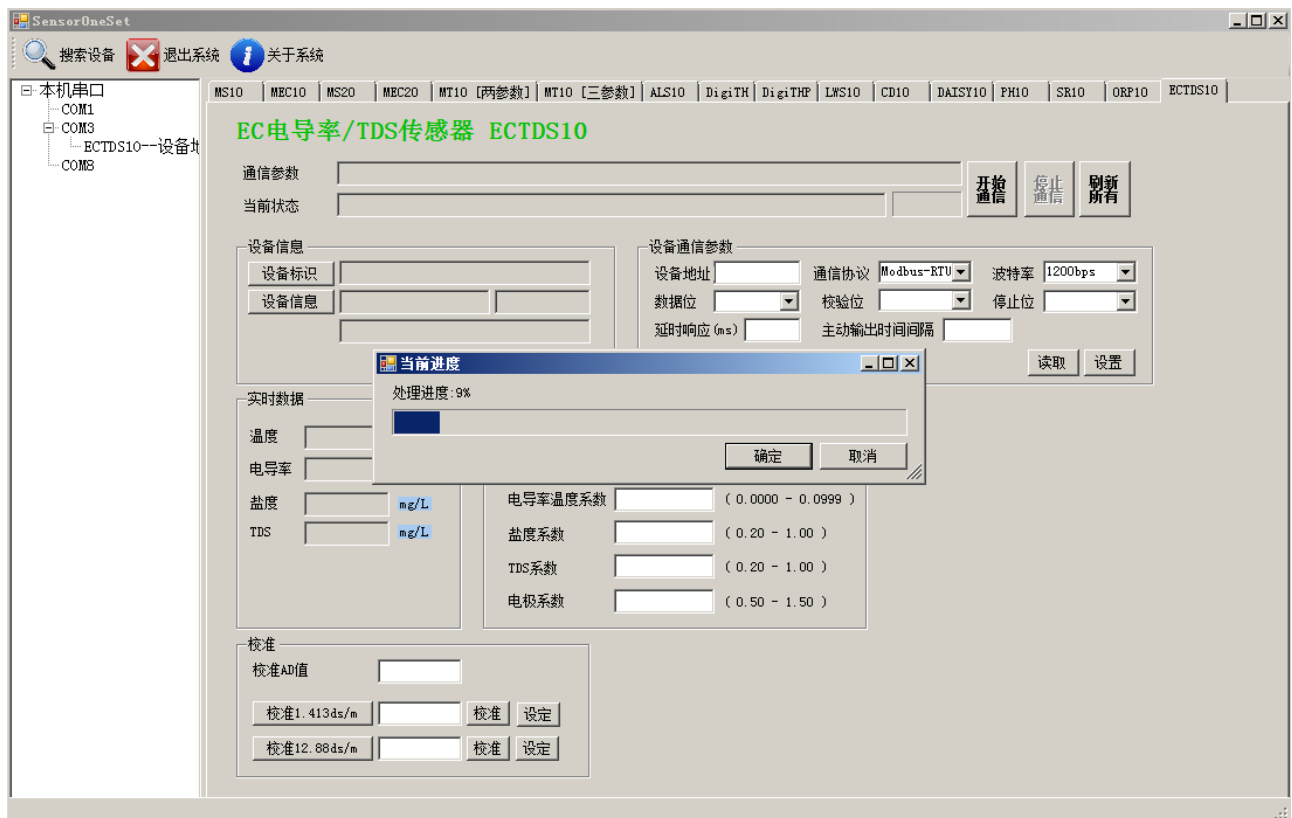 SensorOneSet
搜索设备 退出系统 关于系统
本机串口
COM1
COM3
ECTDS10--设备地
COM8
MS10 MEC10 MS20 MEC20 MT10 [两参数] MT10 [三参数] ALS10 DigiTH DigiTHP LWS10 CD10 DAISY10 PH10 SR10 ORP10 ECTDS10
EC电导率/TDS传感器 ECTDS10
通信参数
当前状态
开始通信 停止通信 刷新所有
设备信息
设备标识
设备信息
设备通信参数
设备地址 通信协议 Modbus-RTU 波特率 1200bps
数据位 校验位 停止位
延时响应(ms) 主动输出时间间隔
读取 设置
当前进度
处理进度:9%
确定 取消
实时数据
温度
电导率
盐度 mg/L
TDS mg/L
电导率温度系数 ( 0.0000 - 0.0999 )
盐度系数 ( 0.20 - 1.00 )
TDS系数 ( 0.20 - 1.00 )
电极系数 ( 0.50 - 1.50 )
校准
校准AD值
校准1.413ds/m 校准 设定
校准12.88ds/m 校准 设定